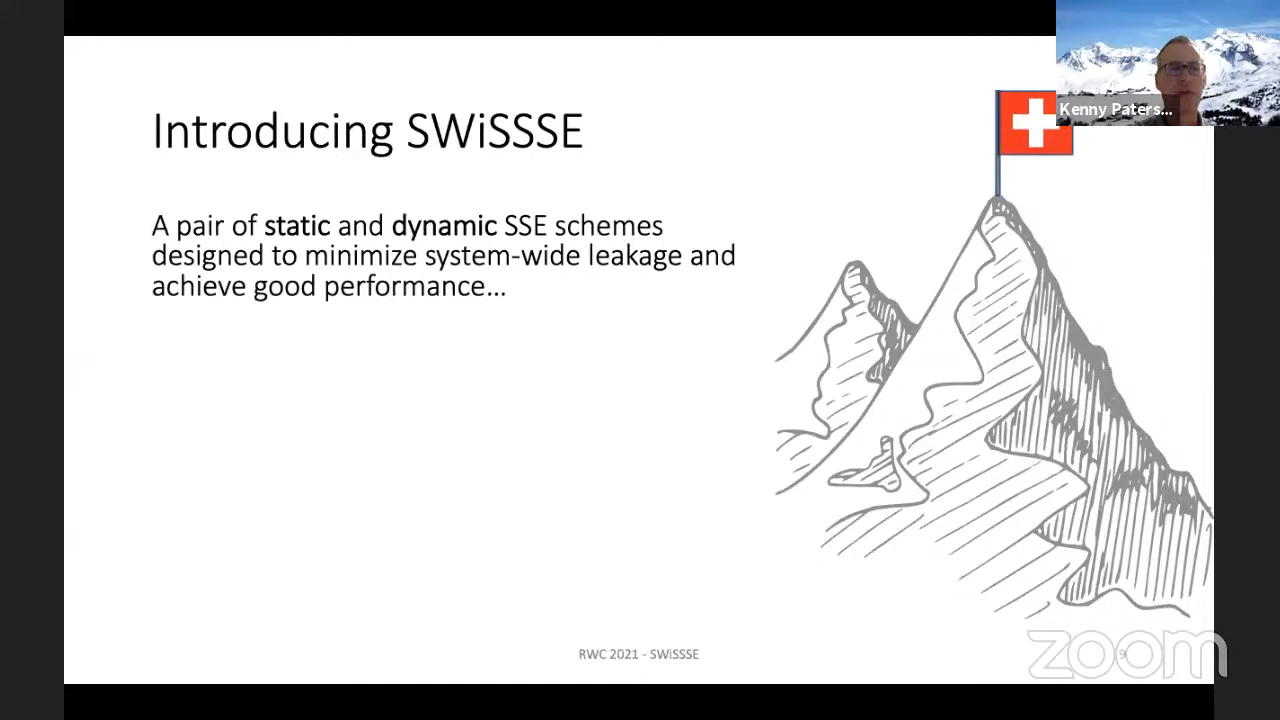 Introducing SWiSSSE
Kenny Paters...
A pair of static and dynamic SSE schemes
designed to minimize system-wide leakage and
achieve good performance...
RWC 2021 - SWiSSSE
9
zoom